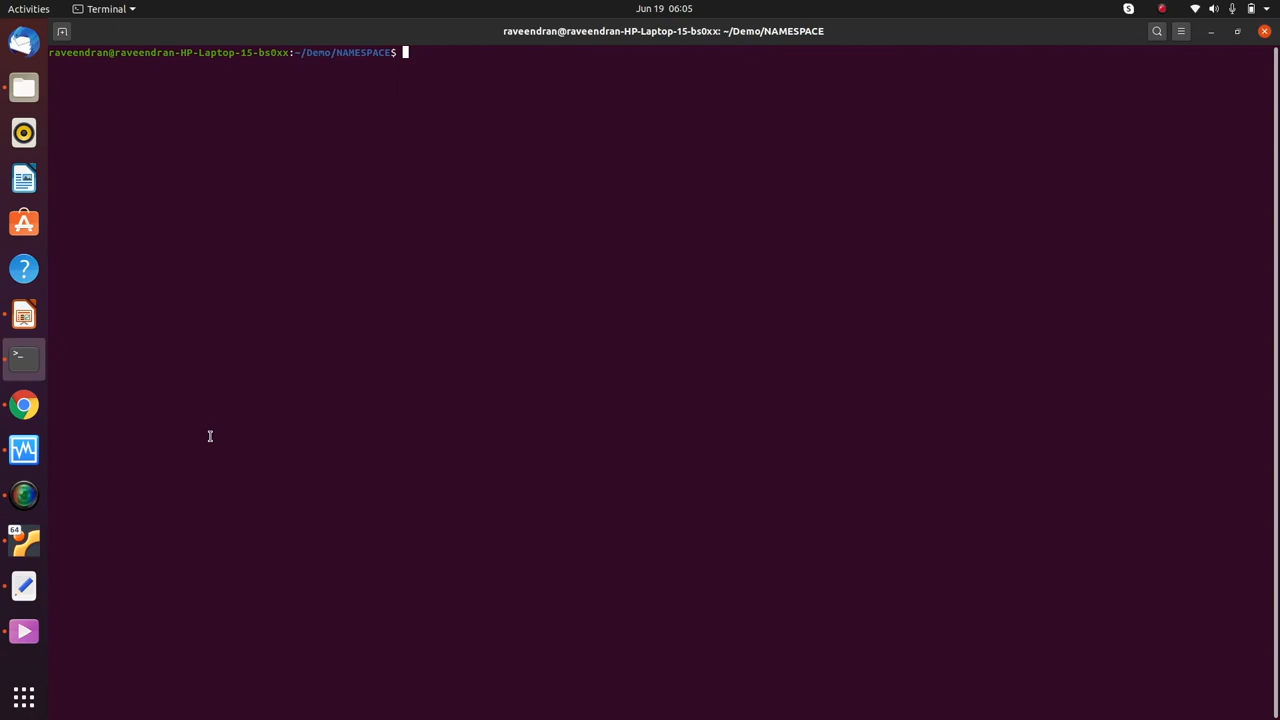 Activities Terminal Jun 19 06:05
raveendran@raveendran-HP-Laptop-15-bs0xx: ~/Demo/NAMESPACE
raveendran@raveendran-HP-Laptop-15-bs0xx:~/Demo/NAMESPACE$
64